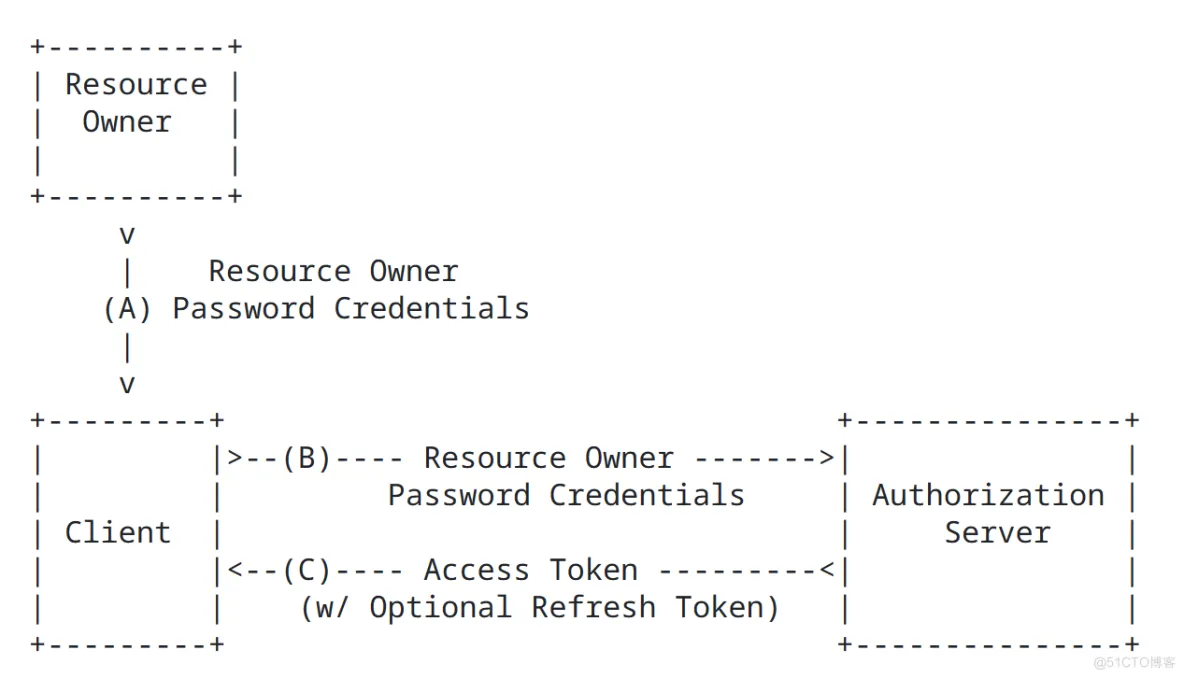 +----------+
| Resource |
|  Owner   |
|          |
+----------+
     v
     |    Resource Owner
    (A) Password Credentials
     |
     v
+---------+                                  +---------------+
|         |>--(B)---- Resource Owner ------->|               |
|         |         Password Credentials     | Authorization |
| Client  |                                  |     Server    |
|         |<--(C)---- Access Token ---------<|               |
|         |    (w/ Optional Refresh Token)   |               |
+---------+                                  +---------------+
@51CTO博客